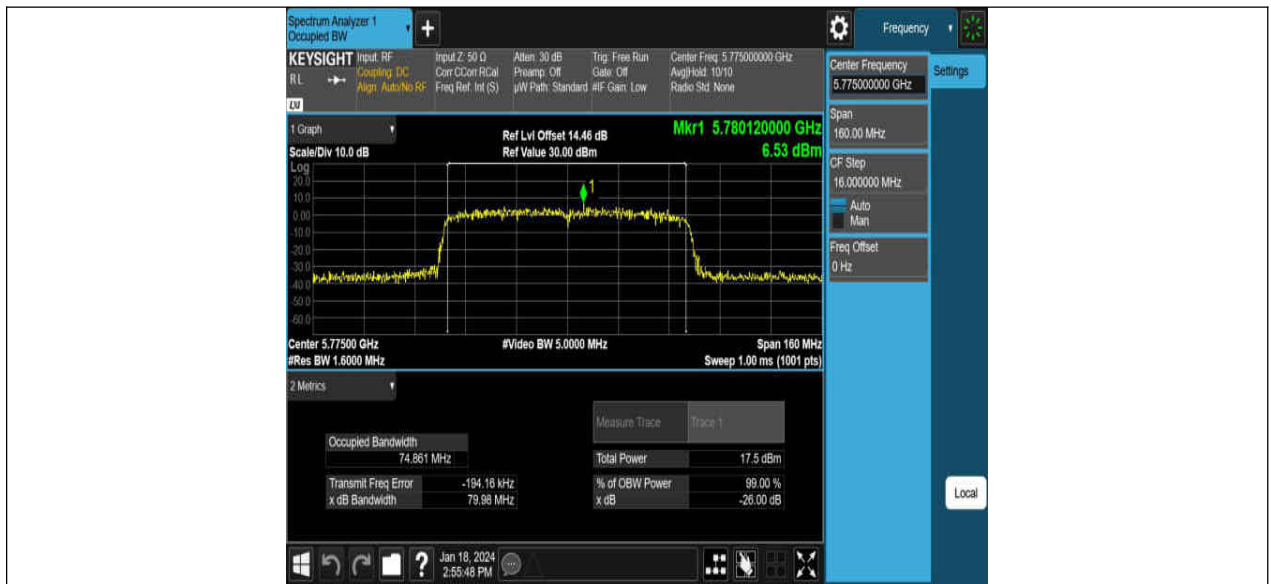 Spectrum Analyzer 1
Occupied BW
+
Frequency
KEYSIGHT
RL
LXI
Input: RF
Coupling: DC
Align: Auto/No RF
Input Z: 50 Ω
Corr CCorr RCal
Freq Ref: Int (S)
Atten: 30 dB
Preamp: Off
µW Path: Standard
Trig: Free Run
Gate: Off
#IF Gain: Low
Center Freq: 5.775000000 GHz
Avg|Hold: 10/10
Radio Std: None
1 Graph
Scale/Div 10.0 dB
Ref Lvl Offset 14.46 dB
Ref Value 30.00 dBm
Mkr1 5.780120000 GHz
6.53 dBm
Log
20.0
10.0
0.00
-10.0
-20.0
-30.0
-40.0
-50.0
-60.0
1
Center 5.77500 GHz
#Res BW 1.6000 MHz
#Video BW 5.0000 MHz
Span 160 MHz
Sweep 1.00 ms (1001 pts)
2 Metrics
Measure Trace
Trace 1
Occupied Bandwidth
74.861 MHz
Total Power
17.5 dBm
Transmit Freq Error
-194.16 kHz
% of OBW Power
99.00 %
x dB Bandwidth
79.98 MHz
x dB
-26.00 dB
Center Frequency
5.775000000 GHz
Settings
Span
160.00 MHz
CF Step
16.000000 MHz
Auto
Man
Freq Offset
0 Hz
Local
?
Jan 18, 2024
2:55:48 PM